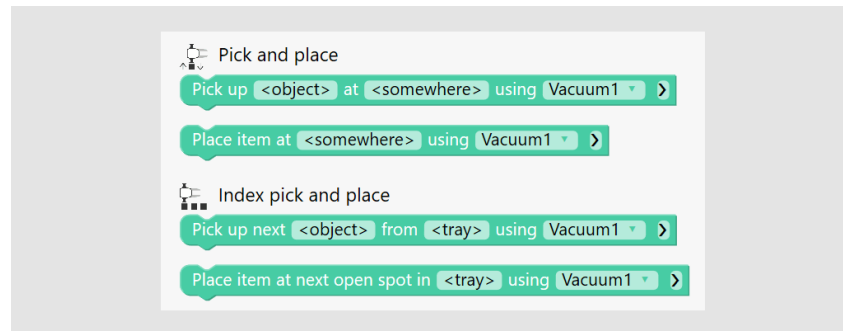 Pick and place
Pick up <object> at <somewhere> using Vacuum1
Place item at <somewhere> using Vacuum1
Index pick and place
Pick up next <object> from <tray> using Vacuum1
Place item at next open spot in <tray> using Vacuum1